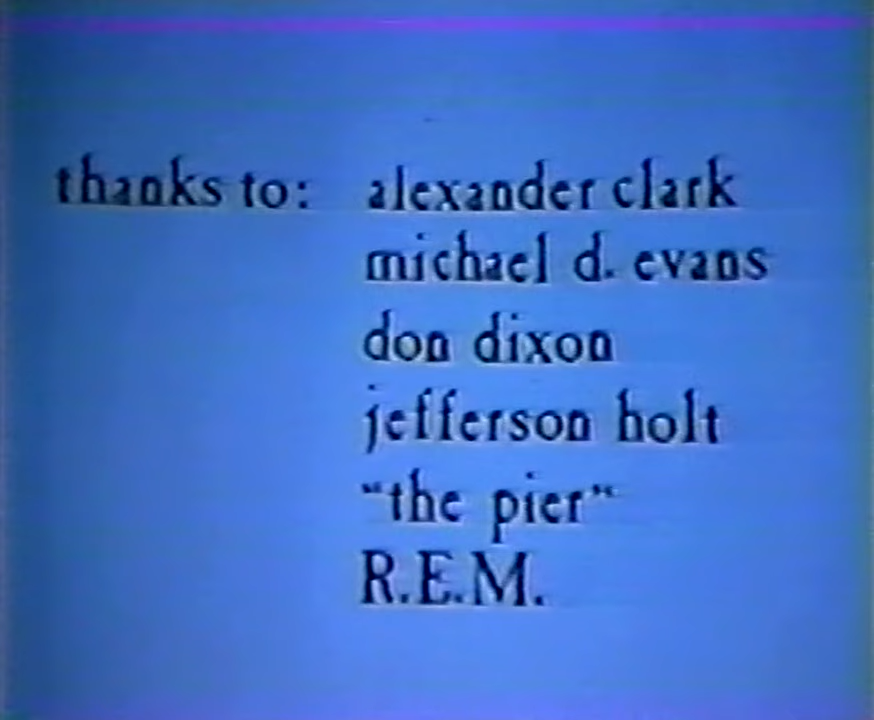 thanks to: alexander clark
michael d. evans
don dixon
jefferson holt
"the pier"
R.E.M.